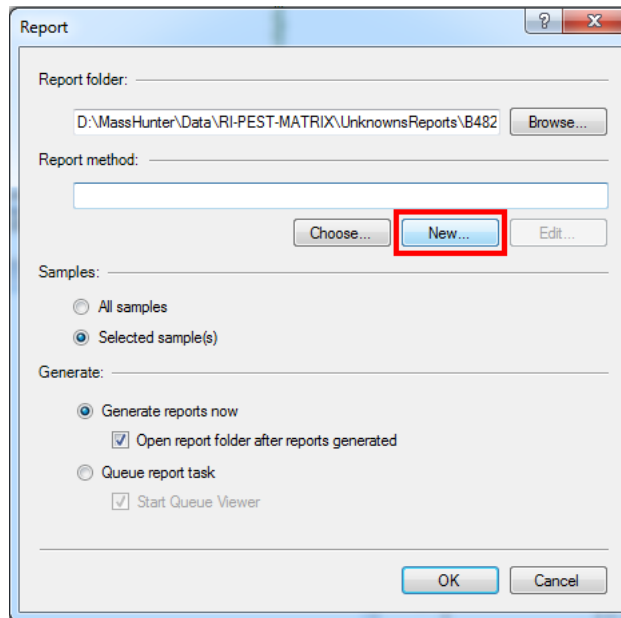 Report
Report folder:
D:\MassHunter\Data\RI-PEST-MATRIX\UnknownsReports\B482
Browse...
Report method:
Choose...
New...
Edit...
Samples:
All samples
Selected sample(s)
Generate:
Generate reports now
Open report folder after reports generated
Queue report task
Start Queue Viewer
OK
Cancel